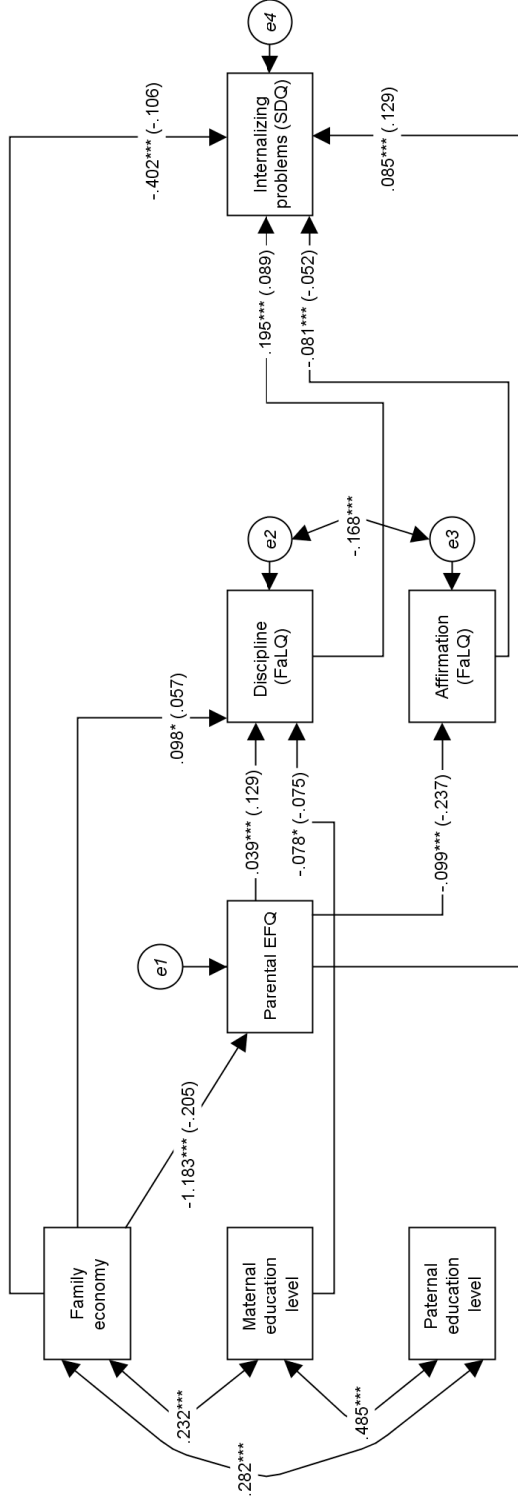 Family
economy
Maternal
education
level
Paternal
education
level
.232***
.282***
.485***
-1.183*** (-.205)
e1
Parental EFQ
.098* (.057)
.039*** (.129)
-.078* (-.075)
-.099*** (-.237)
Discipline
(FaLQ)
e2
-.168***
Affirmation
(FaLQ)
e3
-.402*** (-.106)
.195*** (.089)
-.081*** (-.052)
.085*** (.129)
Internalizing
problems (SDQ)
e4